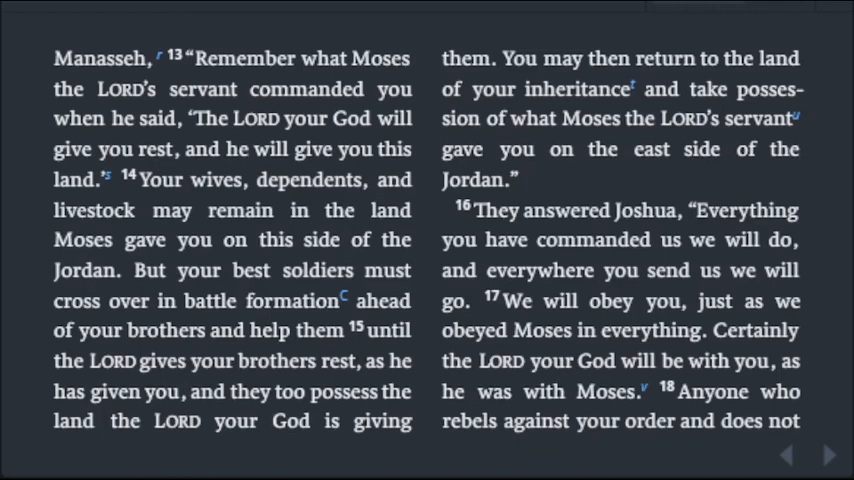 Manasseh, r 13 “Remember what Moses
the LORD’s servant commanded you
when he said, ‘The LORD your God will
give you rest, and he will give you this
land.’s 14 Your wives, dependents, and
livestock may remain in the land
Moses gave you on this side of the
Jordan. But your best soldiers must
cross over in battle formationC ahead
of your brothers and help them 15 until
the LORD gives your brothers rest, as he
has given you, and they too possess the
land the LORD your God is giving
them. You may then return to the land
of your inheritancet and take posses-
sion of what Moses the LORD’s servantu
gave you on the east side of the
Jordan.”
16 They answered Joshua, “Everything
you have commanded us we will do,
and everywhere you send us we will
go. 17 We will obey you, just as we
obeyed Moses in everything. Certainly
the LORD your God will be with you, as
he was with Moses.v 18 Anyone who
rebels against your order and does not